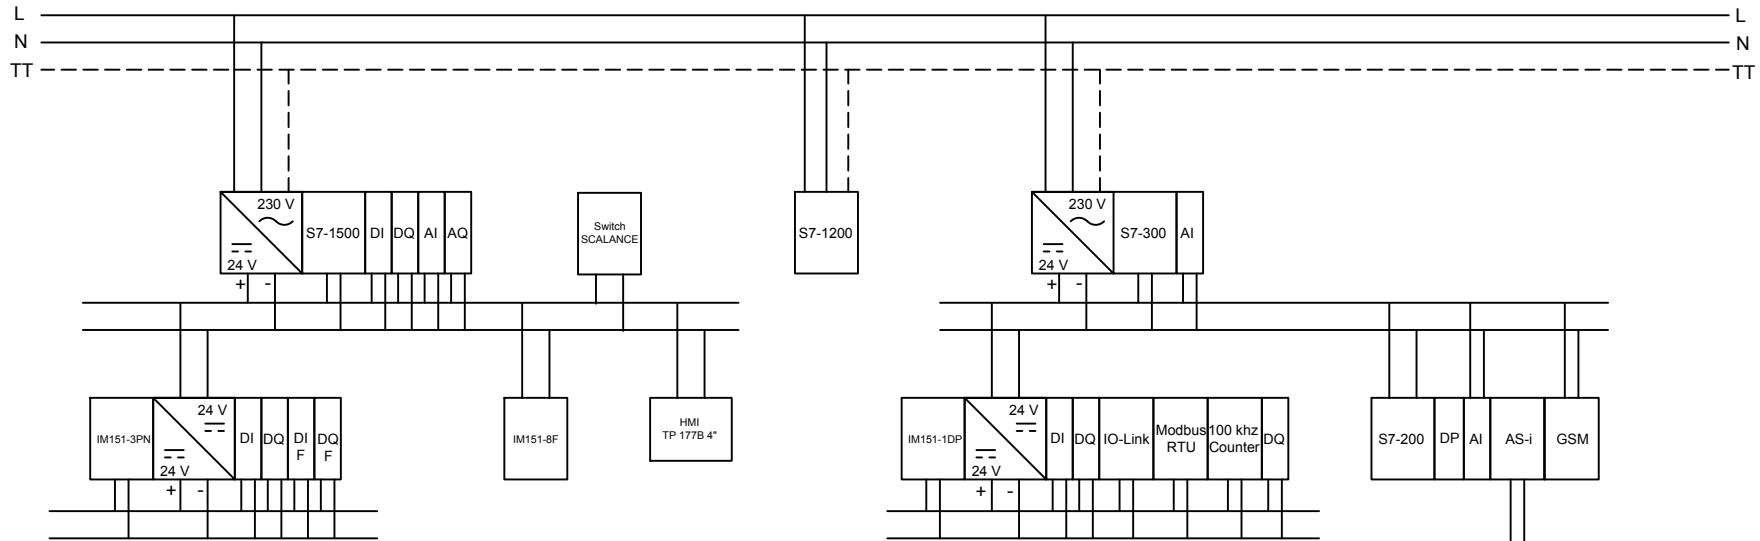 L
L
N
N
TT
TT
230 V
24 V
S7-1500
DI
DQ
AI
AQ
+
-
Switch
SCALANCE
S7-1200
230 V
24 V
S7-300
AI
+
-
IM151-3PN
24 V
24 V
DI
DQ
DI
F
DQ
F
+
-
IM151-8F
HMI
TP 177B 4"
IM151-1DP
24 V
24 V
DI
DQ
IO-Link
Modbus
RTU
100 khz
Counter
DQ
+
-
S7-200
DP
AI
AS-i
GSM